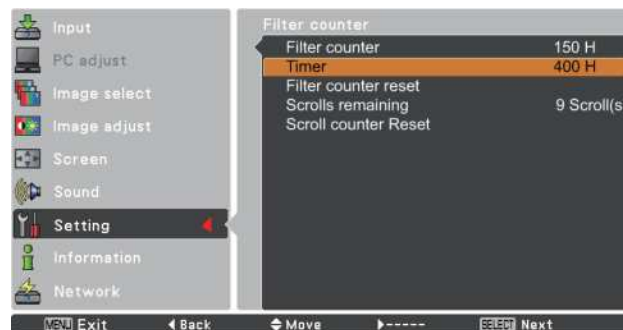 Input
PC adjust
Image select
Image adjust
Screen
Sound
Setting
Information
Network
Filter counter
Filter counter 150 H
Timer 400 H
Filter counter reset
Scrolls remaining 9 Scroll(s
Scroll counter Reset
MENU Exit Back Move ----- SELECT Next